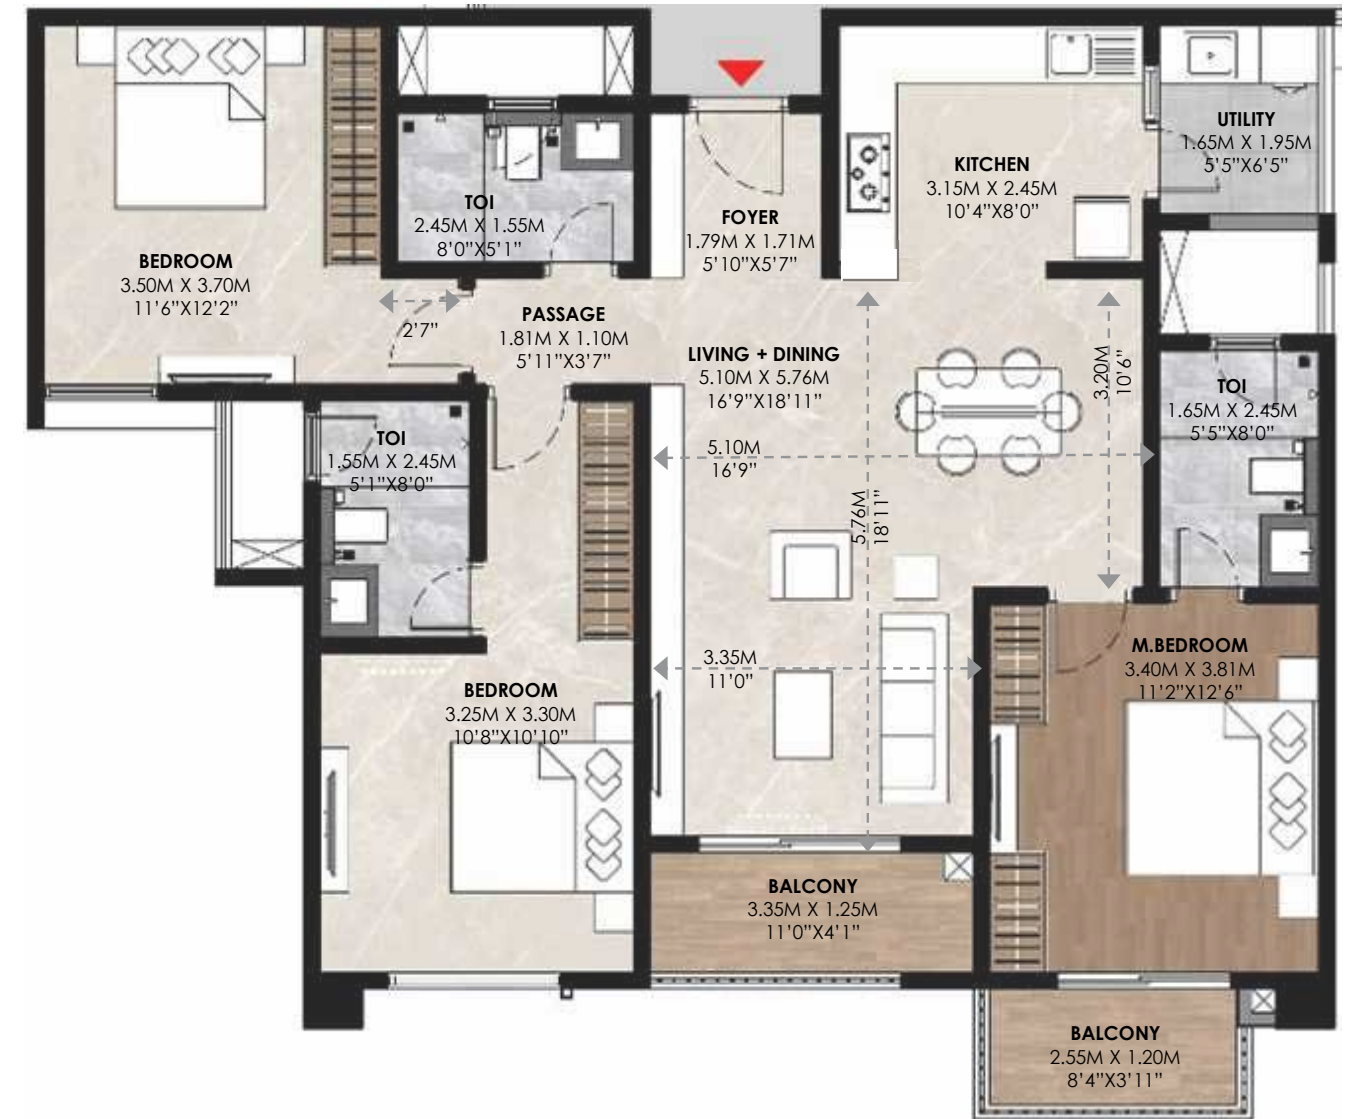 UTILITY
1.65M X 1.95M
5'5"X6'5"
KITCHEN
3.15M X 2.45M
10'4"X8'0"
TOI
2.45M X 1.55M
8'0"X5'1"
FOYER
1.79M X 1.71M
5'10"X5'7"
BEDROOM
3.50M X 3.70M
11'6"X12'2"
2'7"
PASSAGE
1.81M X 1.10M
5'11"X3'7"
LIVING + DINING
5.10M X 5.76M
16'9"X18'11"
3.20M
10'6"
TOI
1.65M X 2.45M
5'5"X8'0"
TOI
1.55M X 2.45M
5'1"X8'0"
5.10M
16'9"
5.76M
18'11"
3.35M
11'0"
M.BEDROOM
3.40M X 3.81M
11'2"X12'6"
BEDROOM
3.25M X 3.30M
10'8"X10'10"
BALCONY
3.35M X 1.25M
11'0"X4'1"
BALCONY
2.55M X 1.20M
8'4"X3'11"